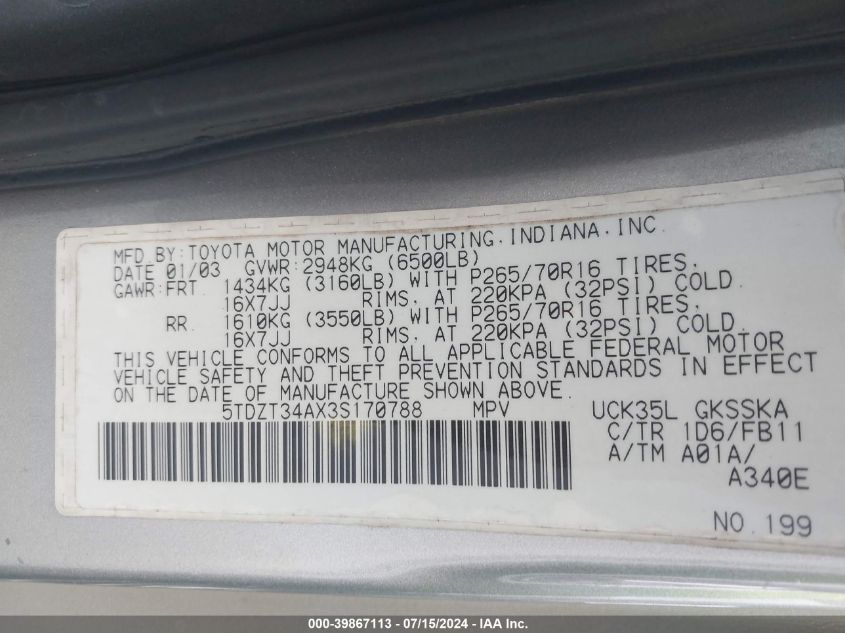 MFD BY:TOYOTA MOTOR MANUFACTURING.INDIANA.INC.
DATE 01/03 GVWR:2948KG (6500LB)
GAWR:FRT. 1434KG (3160LB) WITH P265/70R16 TIRES.
16X7JJ RIMS. AT 220KPA (32PSI) COLD.
RR. 1610KG (3550LB) WITH P265/70R16 TIRES.
16X7JJ RIMS. AT 220KPA (32PSI) COLD.
THIS VEHICLE CONFORMS TO ALL APPLICABLE FEDERAL MOTOR
VEHICLE SAFETY AND THEFT PREVENTION STANDARDS IN EFFECT
ON THE DATE OF MANUFACTURE SHOWN ABOVE.
5TDZT34AX3S170788 MPV UCK35L GKSSKA
C/TR 1D6/FB11
A/TM A01A/
A340E
NO.199
000-39867113 - 07/15/2024 - IAA Inc.